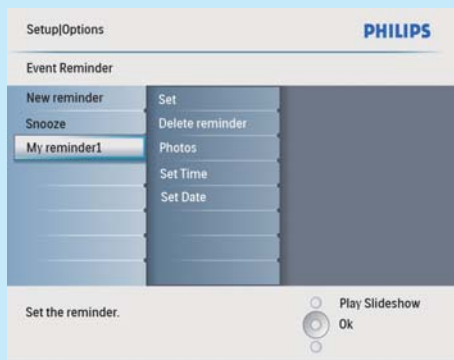 Setup|Options
PHILIPS
Event Reminder
New reminder
Snooze
My reminder1
Set
Delete reminder
Photos
Set Time
Set Date
Set the reminder.
Play Slideshow
Ok